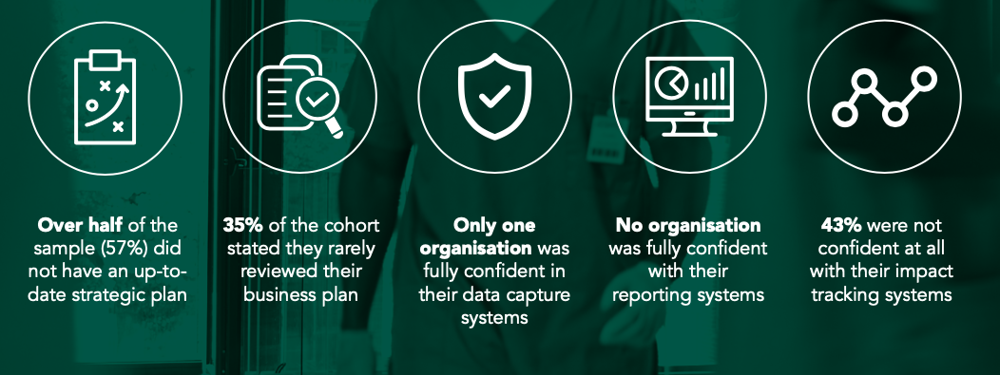 Over half of the
sample (57%) did
not have an up-to-
date strategic plan
35% of the cohort
stated they rarely
reviewed their
business plan
Only one
organisation was
fully confident in
their data capture
systems
No organisation
was fully confident
with their
reporting systems
43% were not
confident at all
with their impact
tracking systems